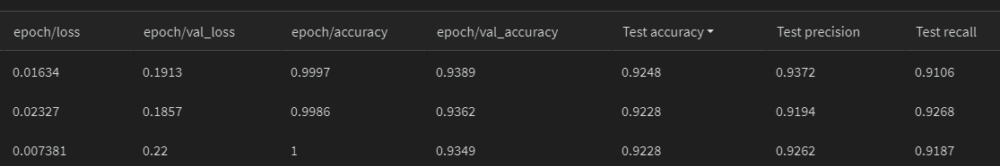 epoch/loss epoch/val_loss epoch/accuracy epoch/val_accuracy Test accuracy Test precision Test recall
0.01634 0.1913 0.9997 0.9389 0.9248 0.9372 0.9106
0.02327 0.1857 0.9986 0.9362 0.9228 0.9194 0.9268
0.007381 0.22 1 0.9349 0.9228 0.9262 0.9187